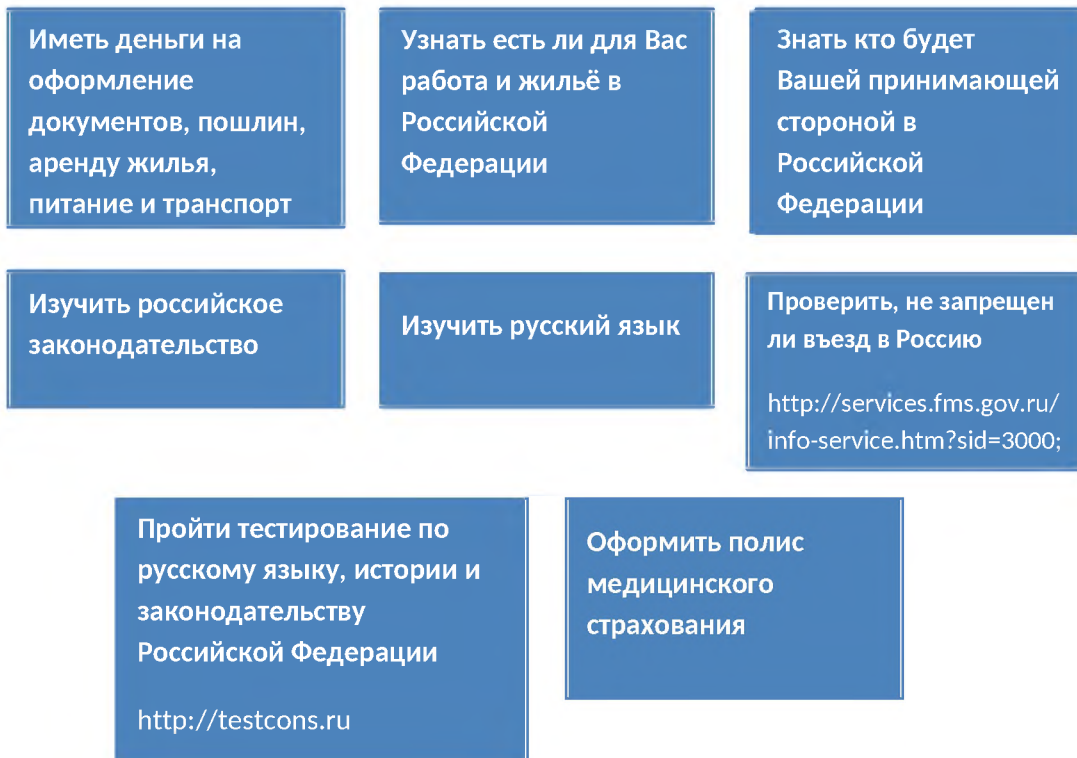 Иметь деньги на
оформление
документов, пошлин,
аренду жилья,
питание и транспорт
Узнать есть ли для Вас
работа и жильё в
Российской
Федерации
Знать кто будет
Вашей принимающей
стороной в
Российской
Федерации
Изучить российское
законодательство
Изучить русский язык
Проверить, не запрещен
ли въезд в Россию
http://services.fms.gov.ru/
info-service.htm?sid=3000;
Пройти тестирование по
русскому языку, истории и
законодательству
Российской Федерации
http://testcons.ru
Оформить полис
медицинского
страхования